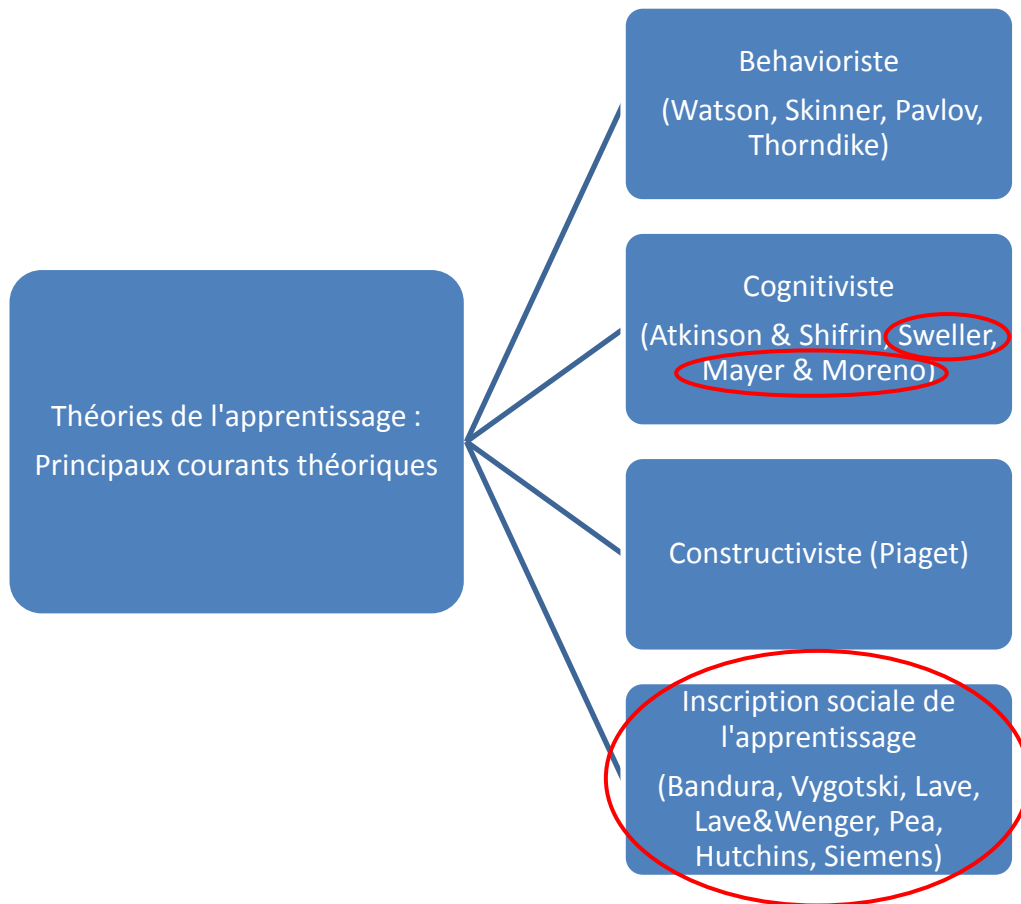 Théories de l'apprentissage :
Principaux courants théoriques
Behavioriste
(Watson, Skinner, Pavlov,
Thorndike)
Cognitiviste
(Atkinson & Shifrin, Sweller,
Mayer & Moreno)
Constructiviste (Piaget)
Inscription sociale de
l'apprentissage
(Bandura, Vygotski, Lave,
Lave&Wenger, Pea,
Hutchins, Siemens)